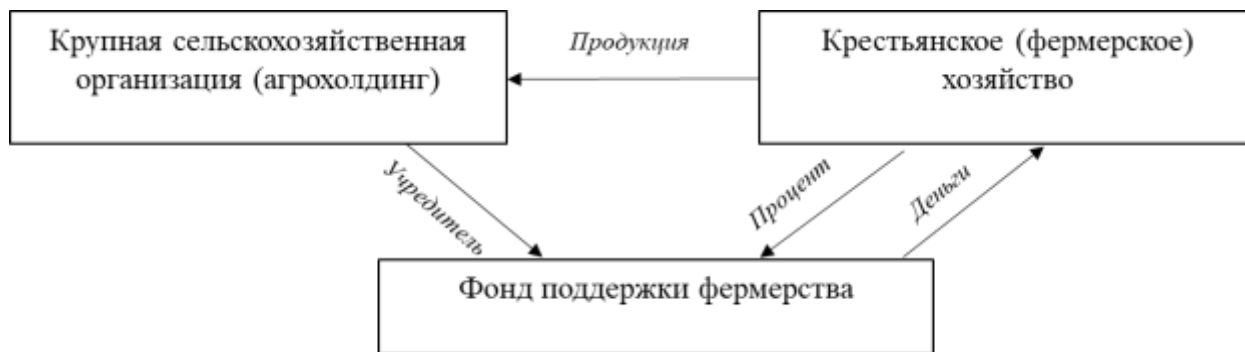 Крупная сельскохозяйственная
организация (агрохолдинг)
Продукция
Крестьянское (фермерское)
хозяйство
Учредитель
Процент
Деньги
Фонд поддержки фермерства